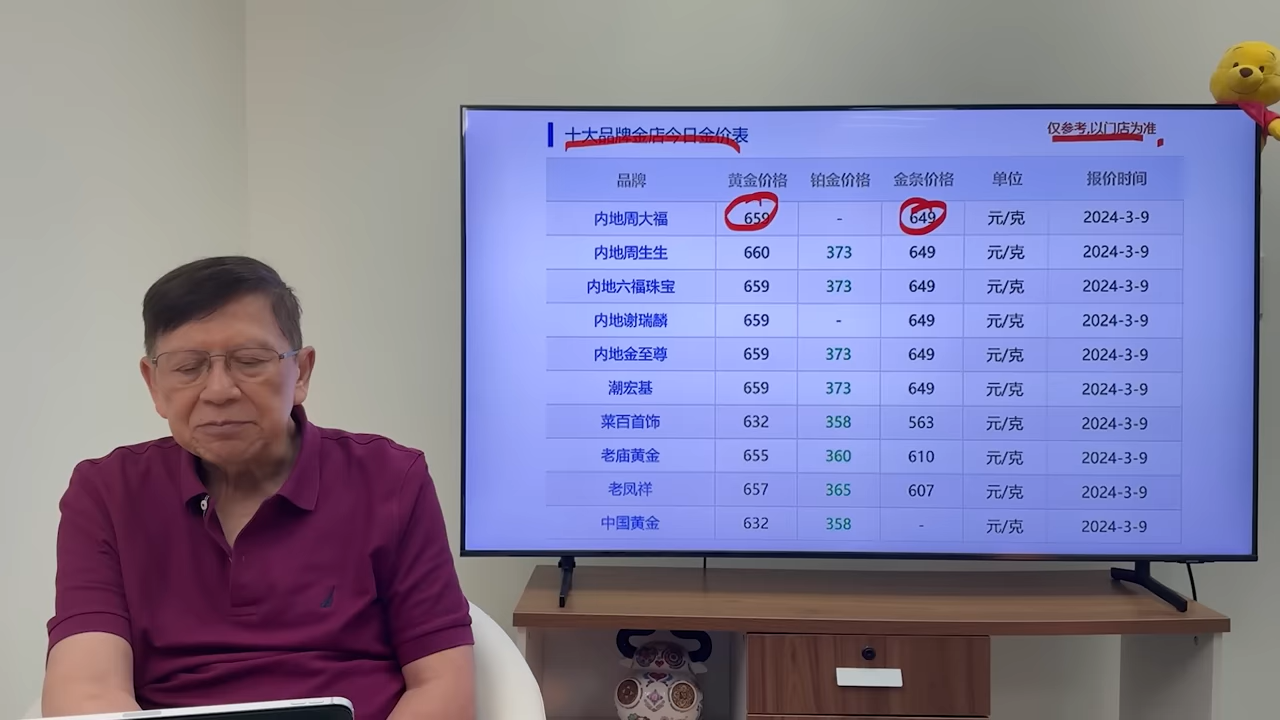 十大品牌金店今日金价表
仅参考,以门店为准
品牌 黄金价格 铂金价格 金条价格 单位 报价时间
内地周大福 659 - 649 元/克 2024-3-9
内地周生生 660 373 649 元/克 2024-3-9
内地六福珠宝 659 373 649 元/克 2024-3-9
内地谢瑞麟 659 - 649 元/克 2024-3-9
内地金至尊 659 373 649 元/克 2024-3-9
潮宏基 659 373 649 元/克 2024-3-9
菜百首饰 632 358 563 元/克 2024-3-9
老庙黄金 655 360 610 元/克 2024-3-9
老凤祥 657 365 607 元/克 2024-3-9
中国黄金 632 358 - 元/克 2024-3-9